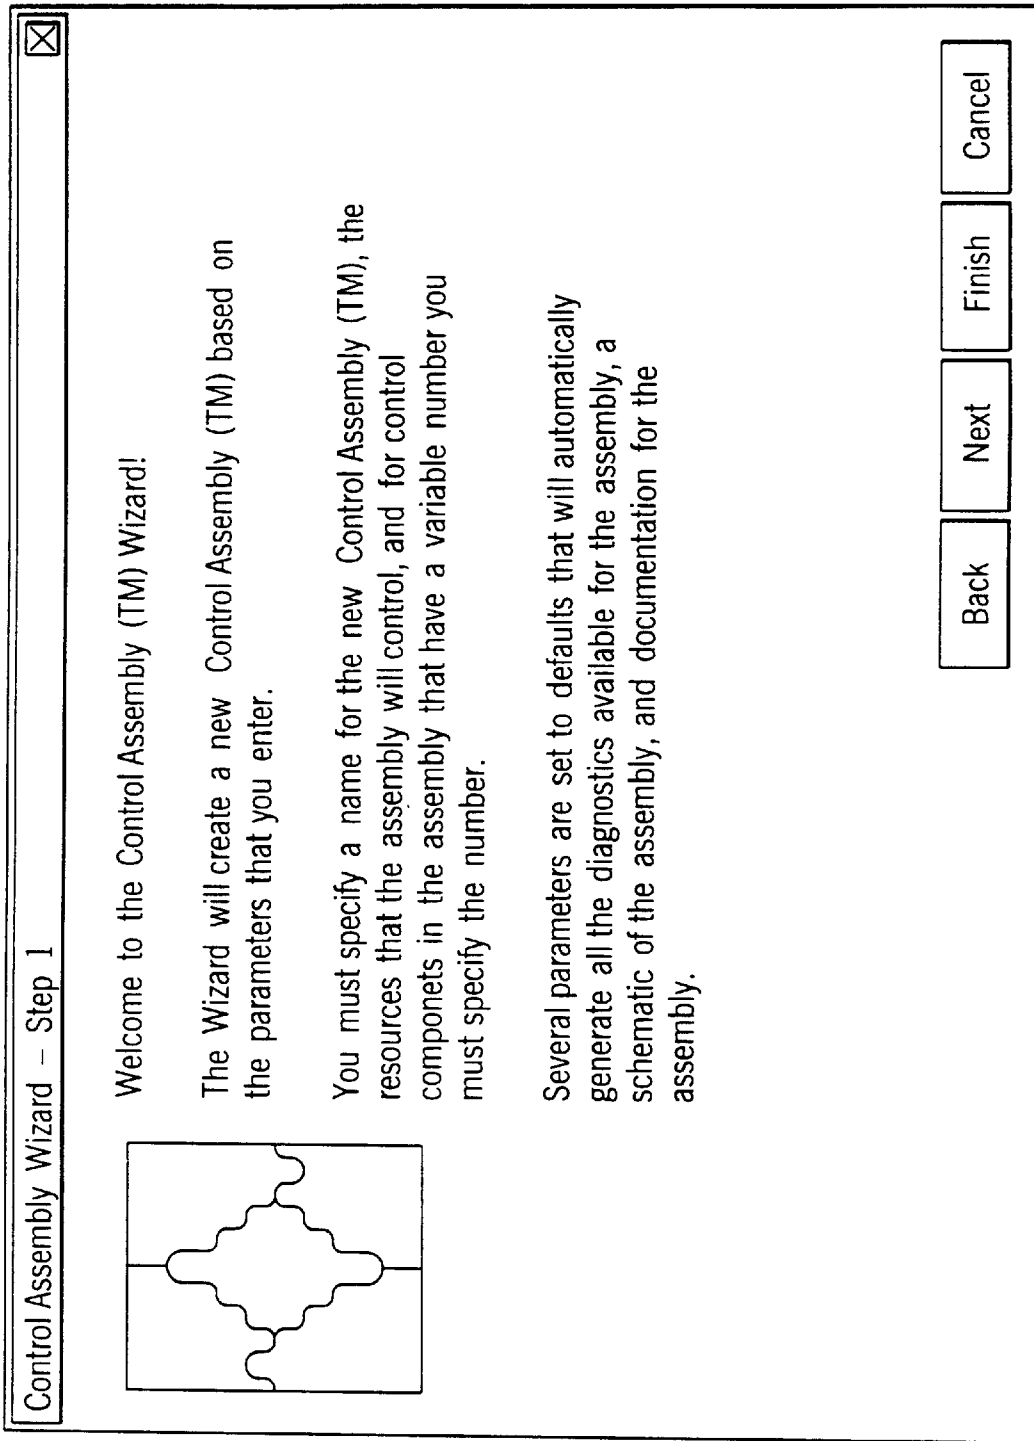 Control Assembly Wizard – Step 1
Welcome to the Control Assembly (TM) Wizard!
The Wizard will create a new Control Assembly (TM) based on
the parameters that you enter.
You must specify a name for the new Control Assembly (TM), the
resources that the assembly will control, and for control
componets in the assembly that have a variable number you
must specify the number.
Several parameters are set to defaults that will automatically
generate all the diagnostics available for the assembly, a
schematic of the assembly, and documentation for the
assembly.
Back
Next
Finish
Cancel